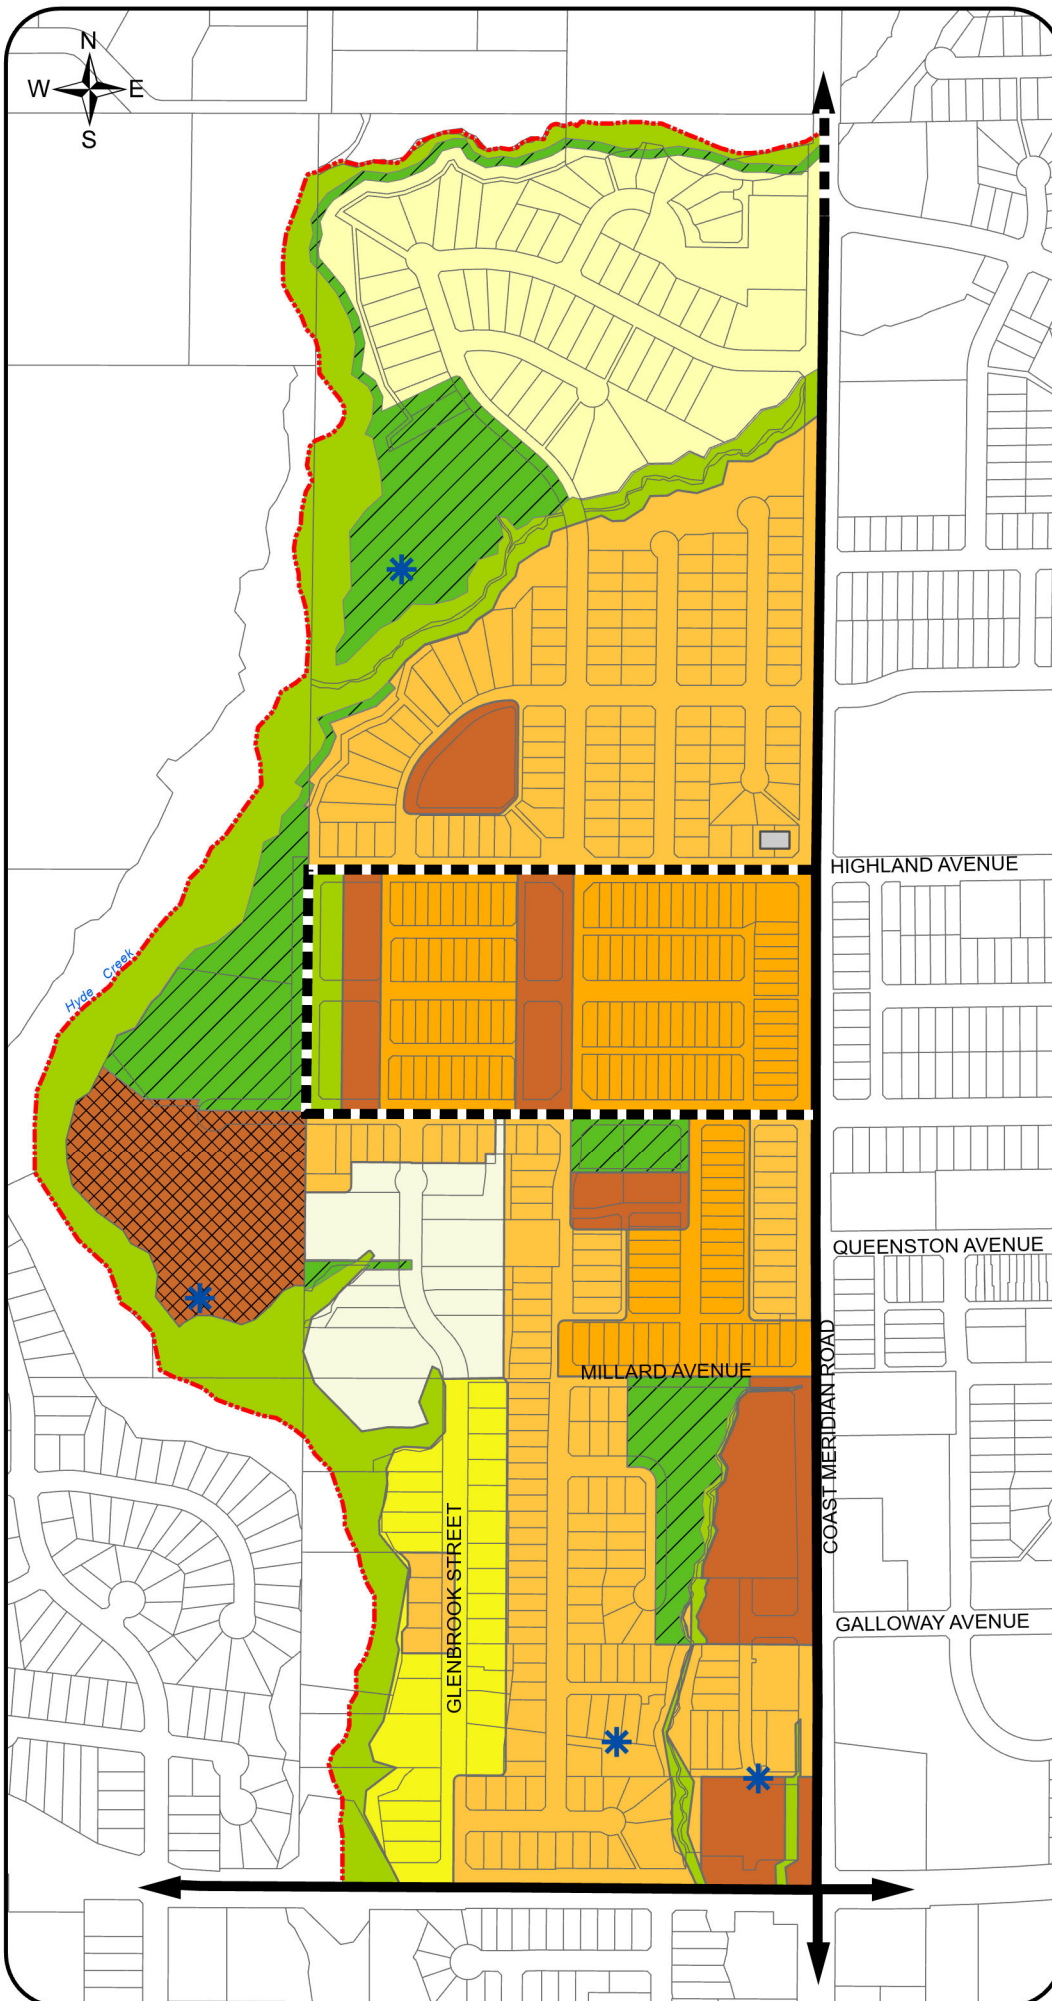 N
W E
S
HIGHLAND AVENUE
Hyde Creek
QUEENSTON AVENUE
MILLARD AVENUE
COAST MERIDIAN ROAD
GLENBROOK STREET
GALLOWAY AVENUE